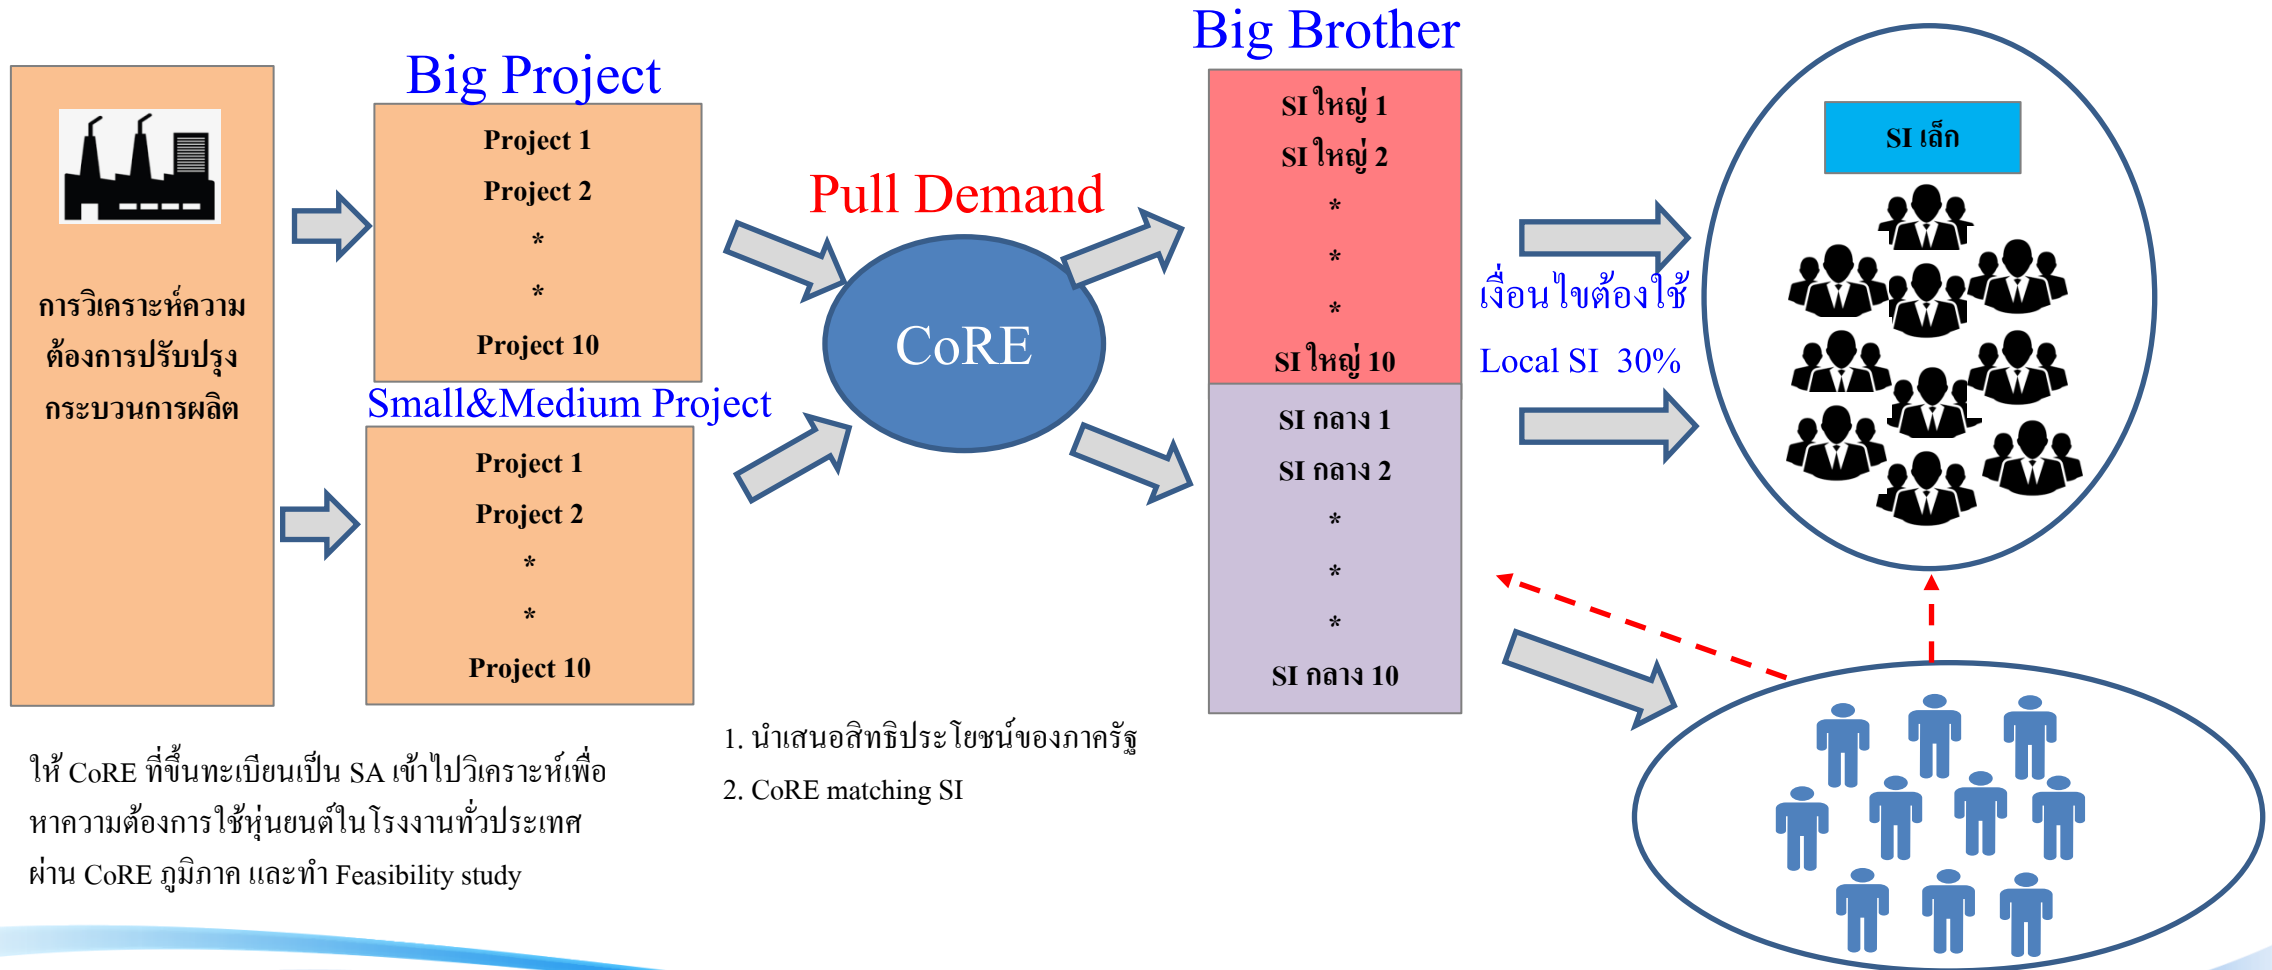 การวิเคราะห์ความ
ต้องการปรับปรุง
กระบวนการผลิต
Big Project
Project 1
Project 2
*
*
Project 10
Small&Medium Project
Project 1
Project 2
*
*
Project 10
Pull Demand
CoRE
Big Brother
SI ใหญ่ 1
SI ใหญ่ 2
*
*
*
SI ใหญ่ 10
SI กลาง 1
SI กลาง 2
*
*
*
SI กลาง 10
เงื่อนไขต้องใช้
Local SI 30%
SI เล็ก
ให้ CoRE ที่ขึ้นทะเบียนเป็น SA เข้าไปวิเคราะห์เพื่อ
หาความต้องการใช้หุ่นยนต์ในโรงงานทั่วประเทศ
ผ่าน CoRE ภูมิภาค และทำ Feasibility study
1. นำเสนอสิทธิประโยชน์ของภาครัฐ
2. CoRE matching SI